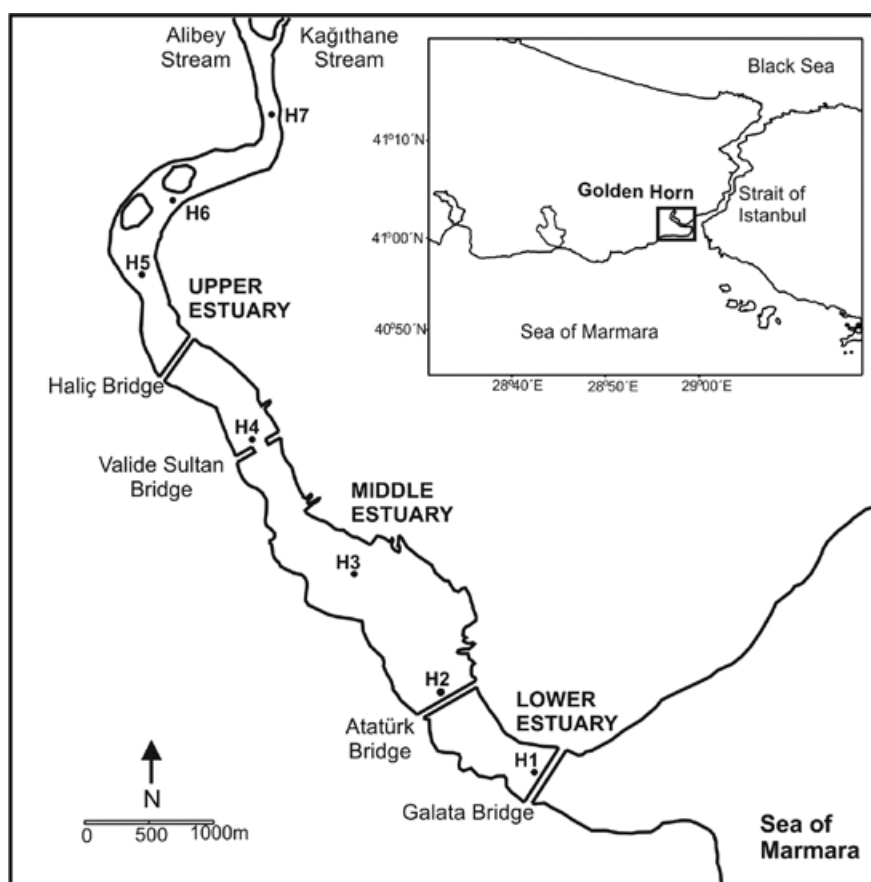 Alibey
Stream
Kağıthane
Stream
H7
H6
H5
UPPER
ESTUARY
Haliç Bridge
H4
Valide Sultan
Bridge
MIDDLE
ESTUARY
H3
H2
Atatürk
Bridge
LOWER
ESTUARY
H1
Galata Bridge
Sea of
Marmara
N
0 500 1000m
Black Sea
41°10´N
Golden Horn
Strait of
Istanbul
41°00´N
40°50´N
Sea of Marmara
28°40´E 28°50´E 29°00´E